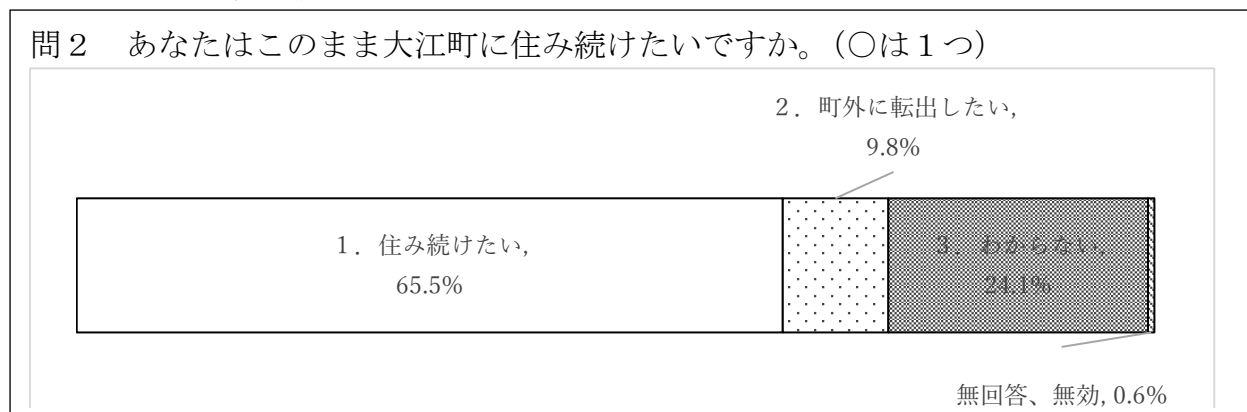 問２　あなたはこのまま大江町に住み続けたいですか。（○は１つ）
２．町外に転出したい,
9.8%
１．住み続けたい,
65.5%
３．わからない,
24.1%
無回答、無効, 0.6%